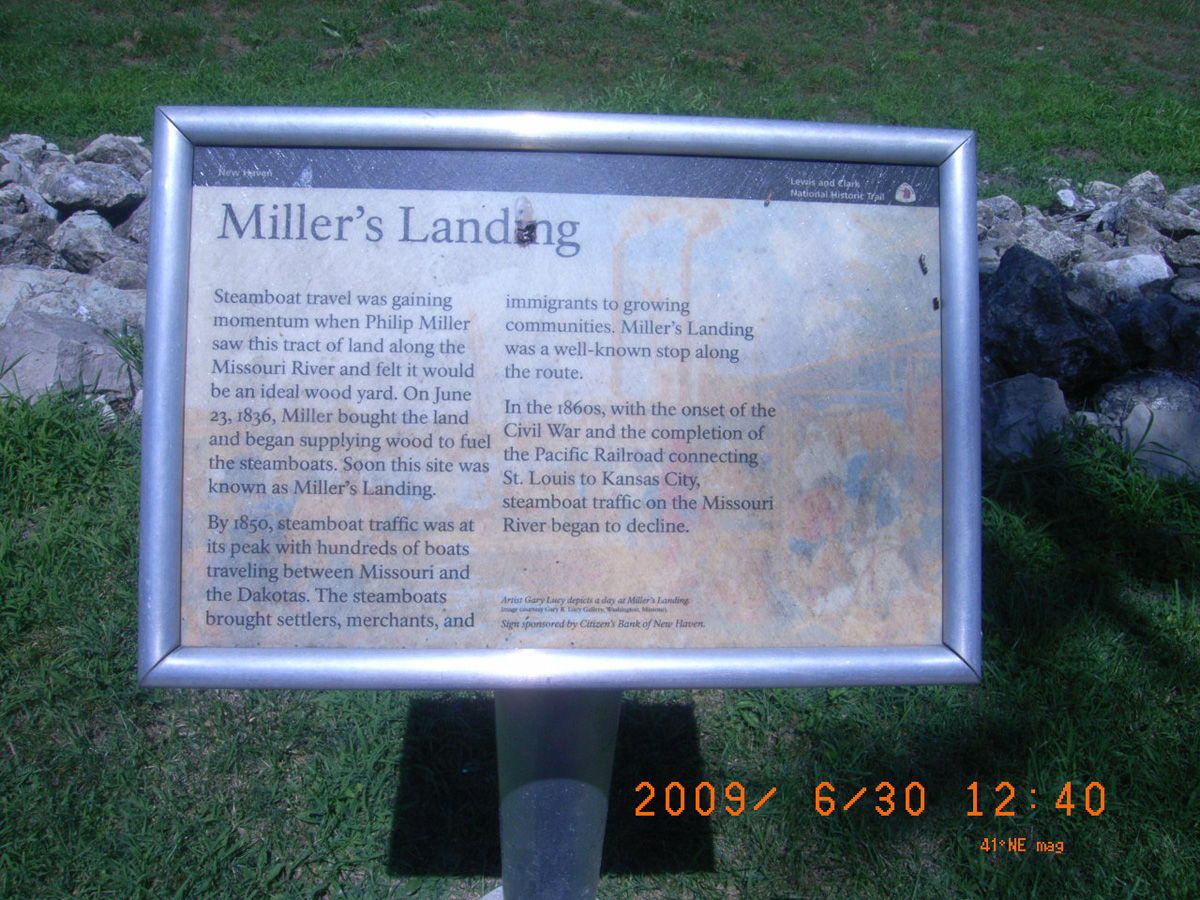 New Haven
Lewis and Clark
National Historic Trail
Miller's Landing
Steamboat travel was gaining
momentum when Philip Miller
saw this tract of land along the
Missouri River and felt it would
be an ideal wood yard. On June
23, 1836, Miller bought the land
and began supplying wood to fuel
the steamboats. Soon this site was
known as Miller's Landing.
By 1850, steamboat traffic was at
its peak with hundreds of boats
traveling between Missouri and
the Dakotas. The steamboats
brought settlers, merchants, and
immigrants to growing
communities. Miller's Landing
was a well-known stop along
the route.
In the 1860s, with the onset of the
Civil War and the completion of
the Pacific Railroad connecting
St. Louis to Kansas City,
steamboat traffic on the Missouri
River began to decline.
Artist Gary Lucy depicts a day at Miller's Landing.
Image courtesy Gary R. Lucy Gallery, Washington, Missouri.
Sign sponsored by Citizen's Bank of New Haven.
2009/ 6/30 12:40
41°NE mag